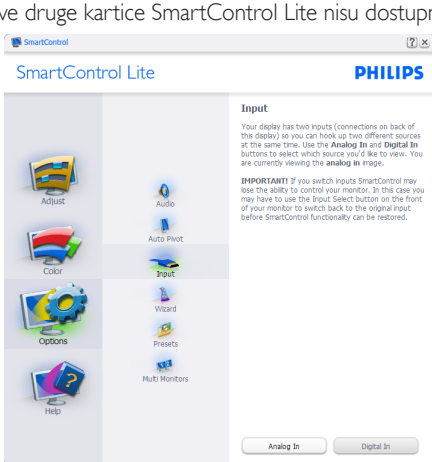 ve druge kartice SmartControl Lite nisu
SmartControl
SmartControl Lite
PHILIPS
Adjust
Color
Options
Help
Audio
Auto Pivot
Input
Wizard
Presets
Multi Monitors
Input
Your display has two inputs (connections on back of
this display) so you can hook up two different sources
at the same time. Use the Analog In and Digital In
buttons to select which source you'd like to view. You
are currently viewing the analog in image.
IMPORTANT! If you switch inputs SmartControl may
lose the ability to control your monitor. In this case you
may have to use the Input Select button on the front
of your monitor to switch back to the original input
before SmartControl functionality can be restored.
Analog In
Digital In